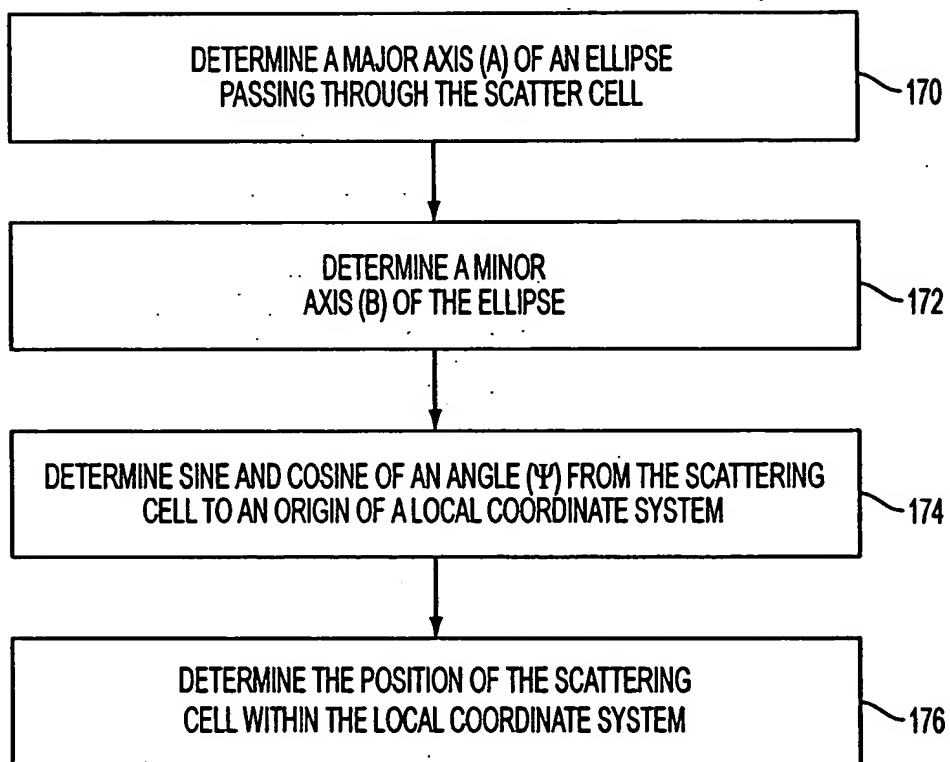 DETERMINE A MAJOR AXIS (A) OF AN ELLIPSE
PASSING THROUGH THE SCATTER CELL
170
DETERMINE A MINOR
AXIS (B) OF THE ELLIPSE
172
DETERMINE SINE AND COSINE OF AN ANGLE (Ψ) FROM THE SCATTERING
CELL TO AN ORIGIN OF A LOCAL COORDINATE SYSTEM
174
DETERMINE THE POSITION OF THE SCATTERING
CELL WITHIN THE LOCAL COORDINATE SYSTEM
176